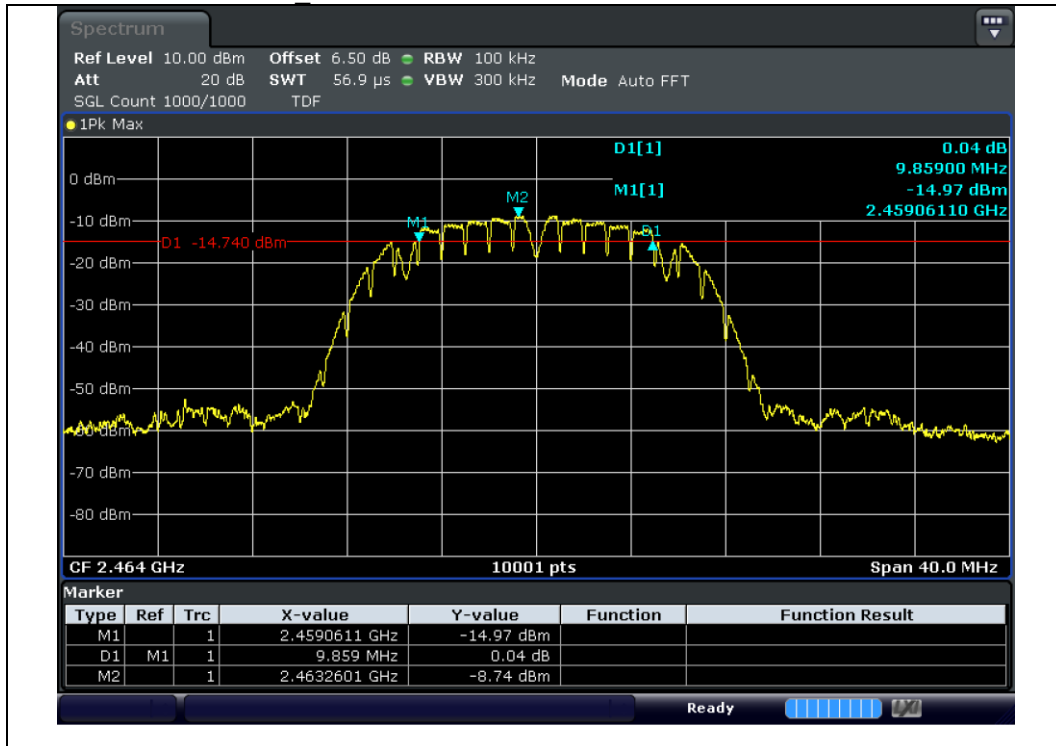 Spectrum
Ref Level 10.00 dBm Offset 6.50 dB RBW 100 kHz
Att 20 dB SWT 56.9 µs VBW 300 kHz Mode Auto FFT
SGL Count 1000/1000 TDF
1Pk Max
D1[1] 0.04 dB
9.85900 MHz
0 dBm
M1[1] -14.97 dBm
M2
2.45906110 GHz
-10 dBm
M1
D1
D1 -14.740 dBm
-20 dBm
-30 dBm
-40 dBm
-50 dBm
-60 dBm
-70 dBm
-80 dBm
CF 2.464 GHz 10001 pts Span 40.0 MHz
Marker
Type Ref Trc X-value Y-value Function Function Result
M1 1 2.4590611 GHz -14.97 dBm
D1 M1 1 9.859 MHz 0.04 dB
M2 1 2.4632601 GHz -8.74 dBm
Ready LXI